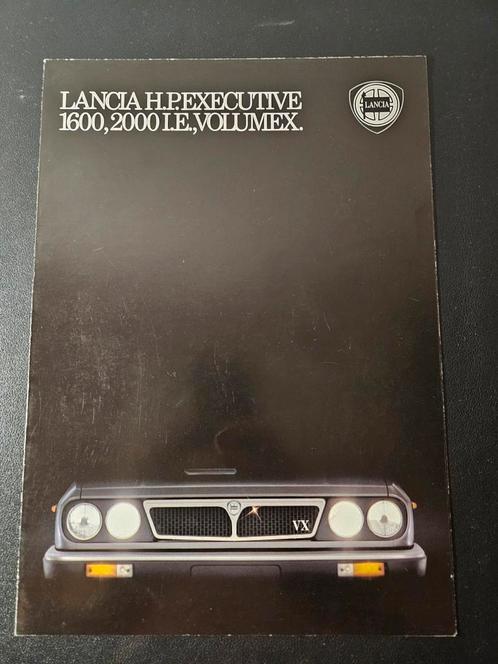 LANCIA H.P.EXECUTIVE
1600,2000 I.E.,VOLUMEX.
LANCIA
VX